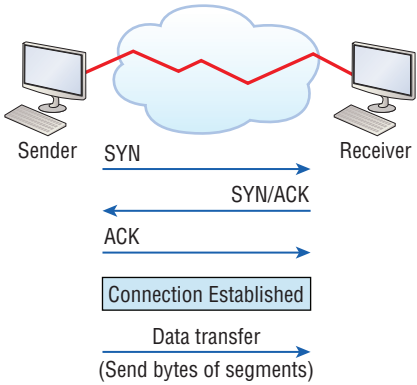 Sender
Receiver
SYN
SYN/ACK
ACK
Connection Established
Data transfer
(Send bytes of segments)